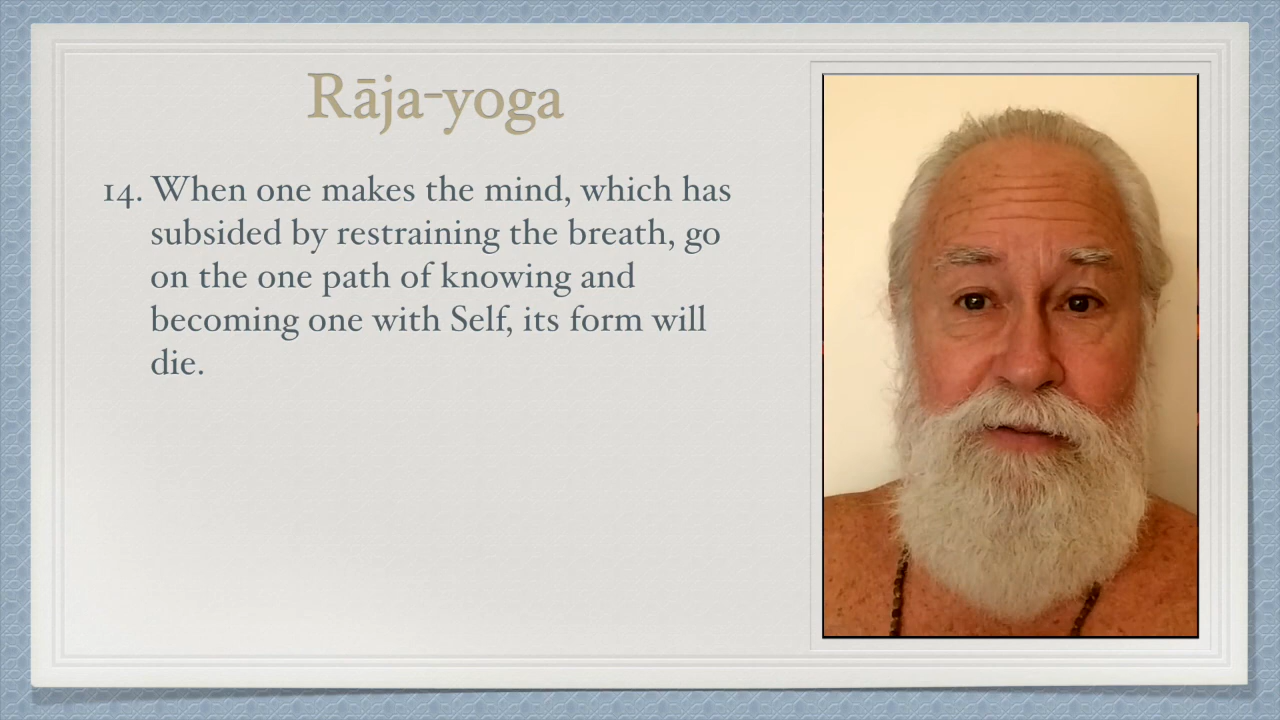 Rāja-yoga
14. When one makes the mind, which has
subsided by restraining the breath, go
on the one path of knowing and
becoming one with Self, its form will
die.